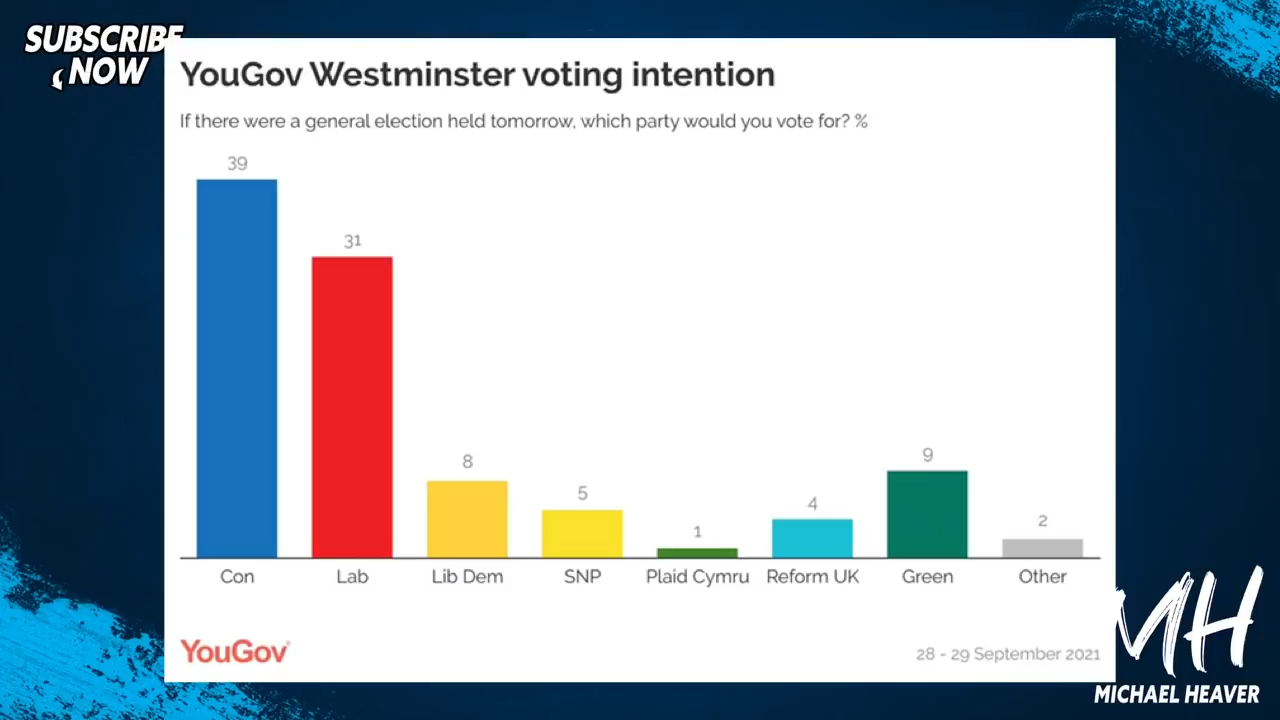 SUBSCRIBE
NOW
YouGov Westminster voting intention
If there were a general election held tomorrow, which party would you vote for? %
39
31
8
5
1
4
9
2
Con
Lab
Lib Dem
SNP
Plaid Cymru
Reform UK
Green
Other
YouGov
28 - 29 September 2021
MH
MICHAEL HEAVER